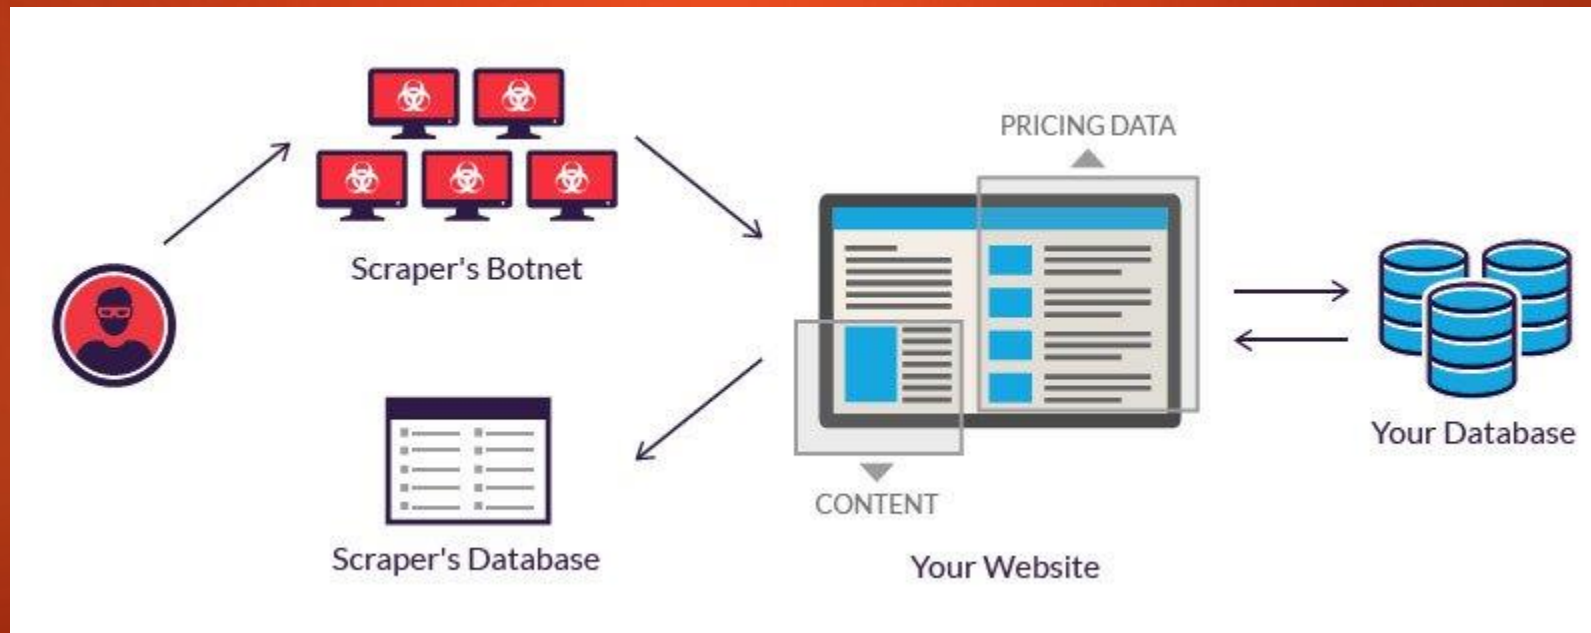 PRICING DATA
Scraper's Botnet
Your Database
CONTENT
Scraper's Database
Your Website